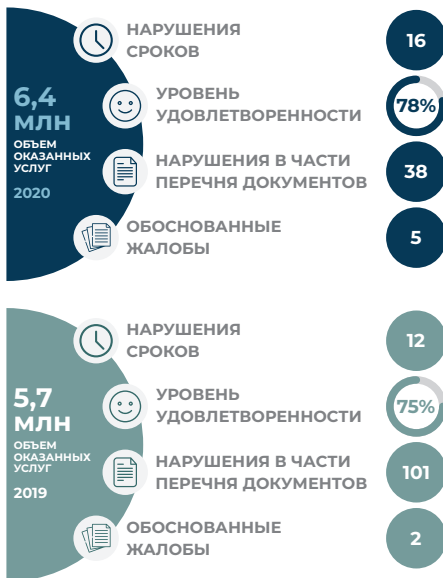 НАРУШЕНИЯ
СРОКОВ
16
6,4
МЛН
ОБЪЕМ
ОКАЗАННЫХ
УСЛУГ
2020
УРОВЕНЬ
УДОВЛЕТВОРЕННОСТИ
78%
НАРУШЕНИЯ В ЧАСТИ
ПЕРЕЧНЯ ДОКУМЕНТОВ
38
ОБОСНОВАННЫЕ
ЖАЛОБЫ
5
НАРУШЕНИЯ
СРОКОВ
12
5,7
МЛН
ОБЪЕМ
ОКАЗАННЫХ
УСЛУГ
2019
УРОВЕНЬ
УДОВЛЕТВОРЕННОСТИ
75%
НАРУШЕНИЯ В ЧАСТИ
ПЕРЕЧНЯ ДОКУМЕНТОВ
101
ОБОСНОВАННЫЕ
ЖАЛОБЫ
2